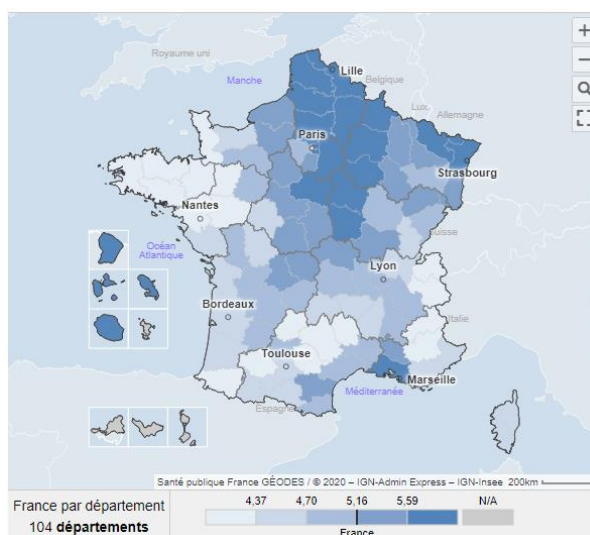 Royaume uni
Lille
Manche
Belgique
Lux.
Allemagne
Paris
Strasbourg
Nantes
Suisse
Océan
Atlantique
Lyon
Bordeaux
Italie
Toulouse
Marseille
Méditerranée
Espagne
Santé publique France GÉODES / © 2020 – IGN-Admin Express – IGN-Insee 200km
France par département
104 départements
4,37 4,70 5,16 5,59 N/A
France